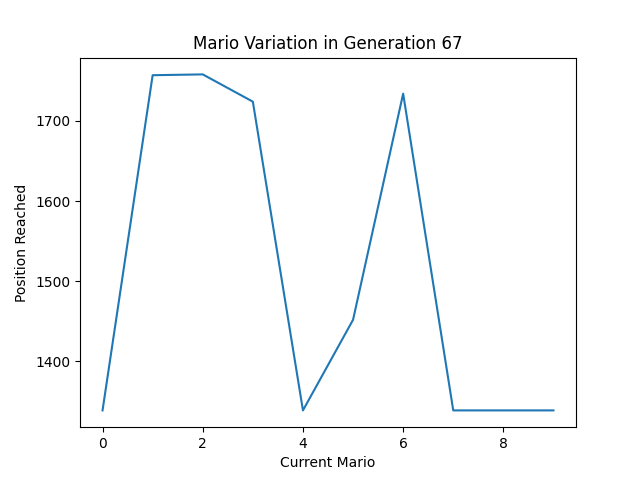 Mario Variation in Generation 67
Position Reached
1700
1600
1500
1400
0 2 4 6 8
Current Mario